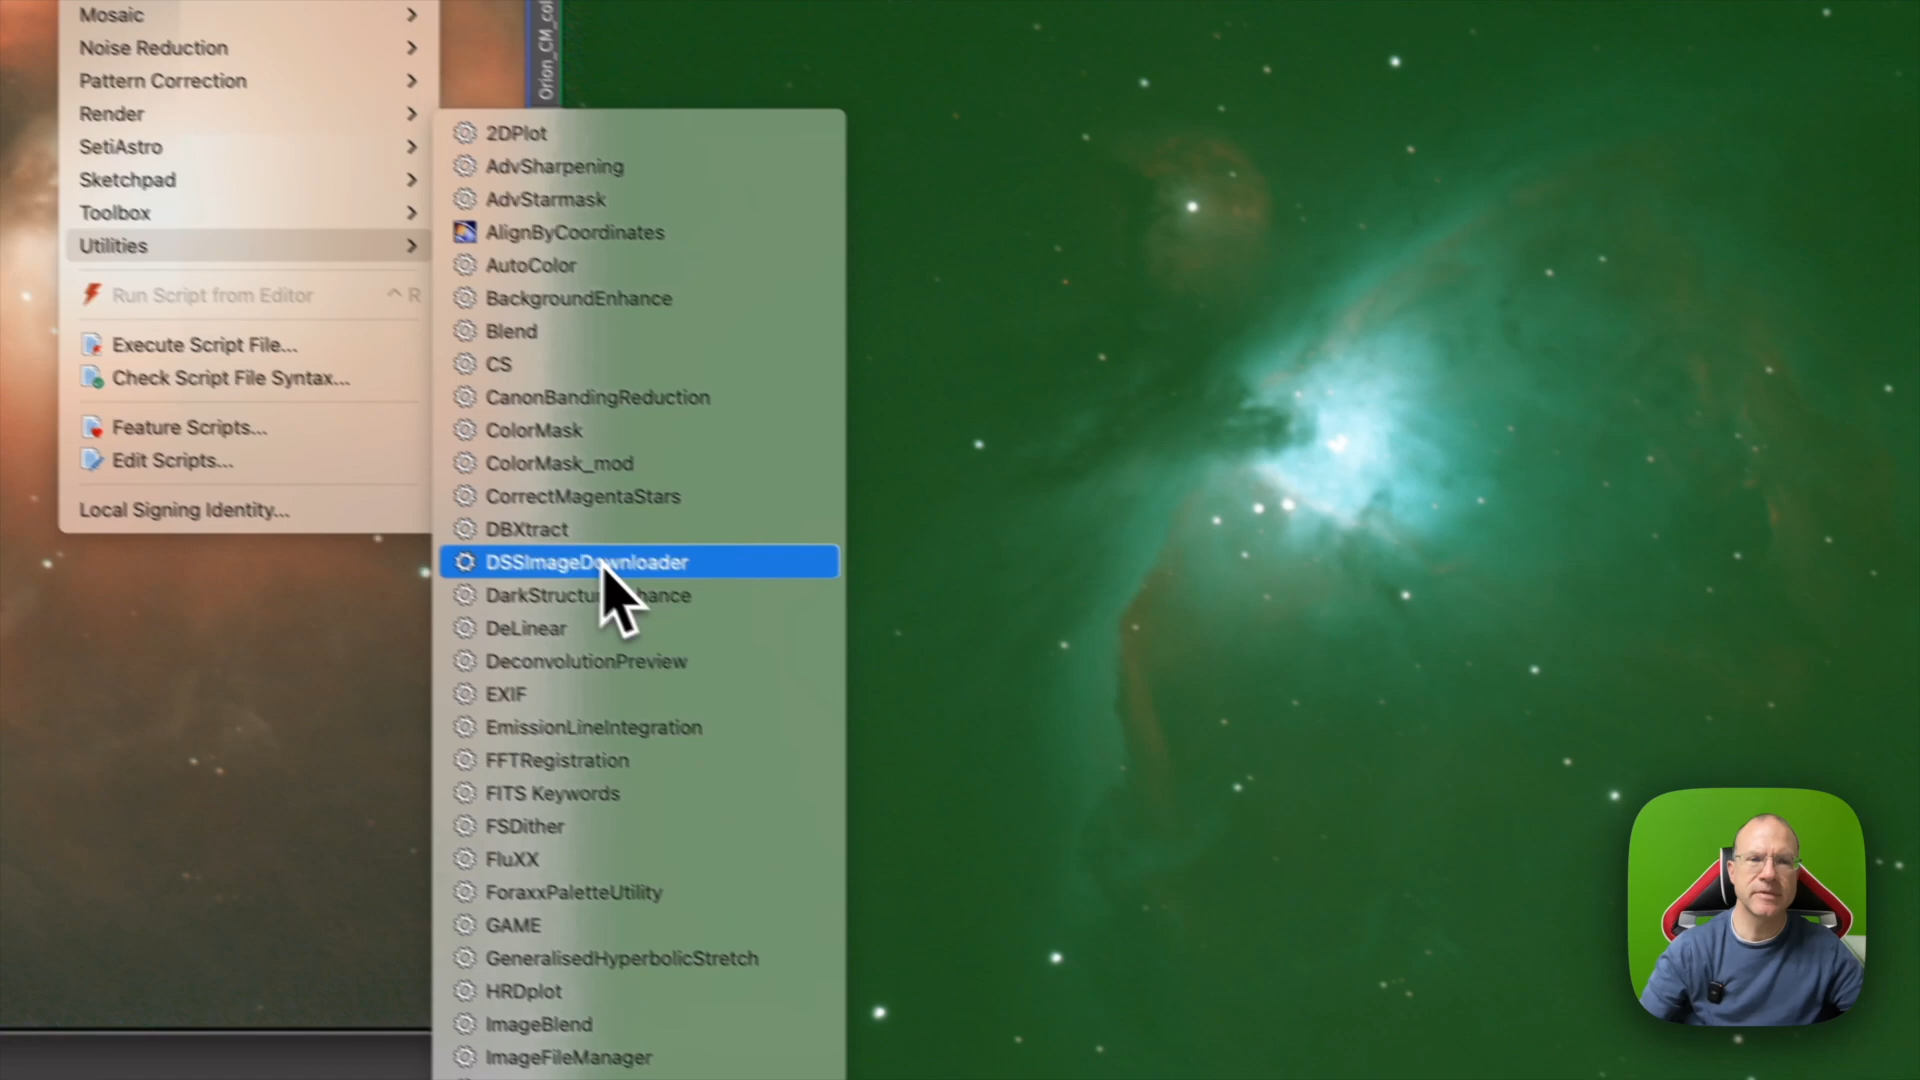 Mosaic
Noise Reduction
Pattern Correction
Render
SetiAstro
Sketchpad
Toolbox
Utilities
Run Script from Editor ^ R
Execute Script File...
Check Script File Syntax...
Feature Scripts...
Edit Scripts...
Local Signing Identity...
Orion_CM_col
2DPlot
AdvSharpening
AdvStarmask
AlignByCoordinates
AutoColor
BackgroundEnhance
Blend
CS
CanonBandingReduction
ColorMask
ColorMask_mod
CorrectMagentaStars
DBXtract
DSSImageDownloader
DarkStructureEnhance
DeLinear
DeconvolutionPreview
EXIF
EmissionLineIntegration
FFTRegistration
FITS Keywords
FSDither
FluXX
ForaxxPaletteUtility
GAME
GeneralisedHyperbolicStretch
HRDplot
ImageBlend
ImageFileManager